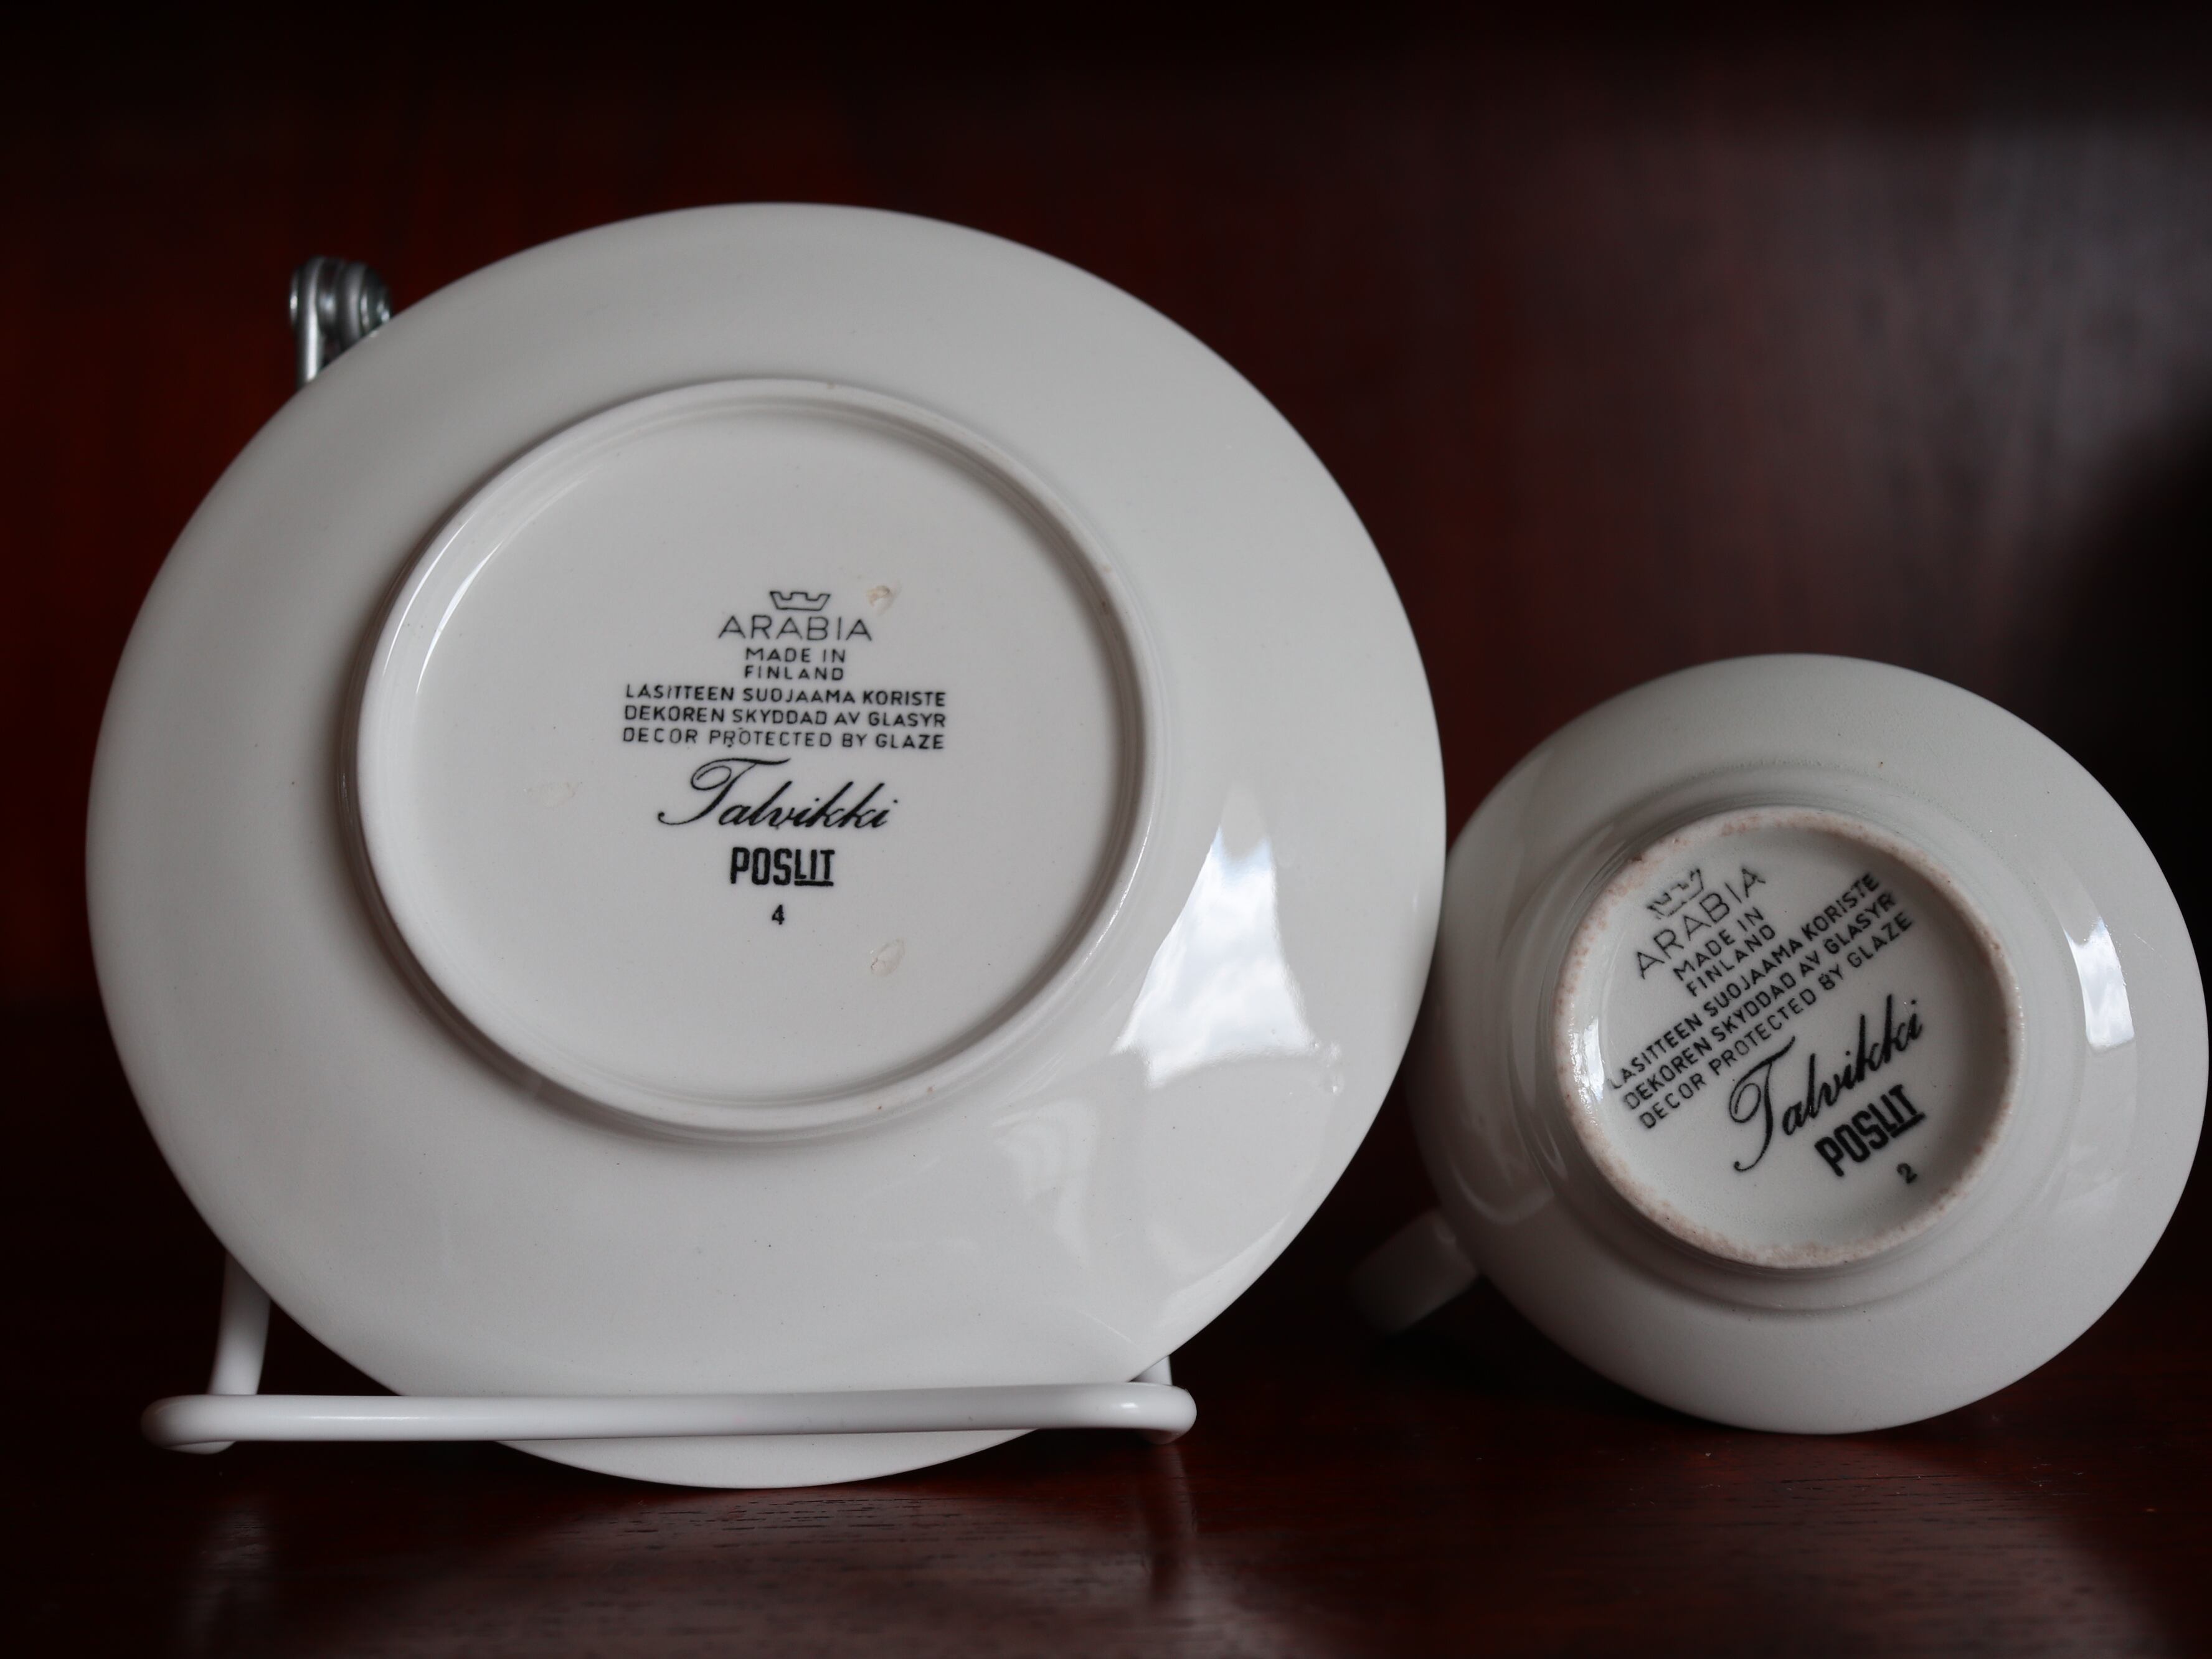 ARABIA
MADE IN
FINLAND
LASITTEEN SUOJAAMA KORISTE
DEKOREN SKYDDAD AV GLASYR
DECOR PROTECTED BY GLAZE
Talvikki
POSLIT
4
ARABIA
MADE IN
FINLAND
LASITTEEN SUOJAAMA KORISTE
DEKOREN SKYDDAD AV GLASYR
DECOR PROTECTED BY GLAZE
Talvikki
POSLIT
2